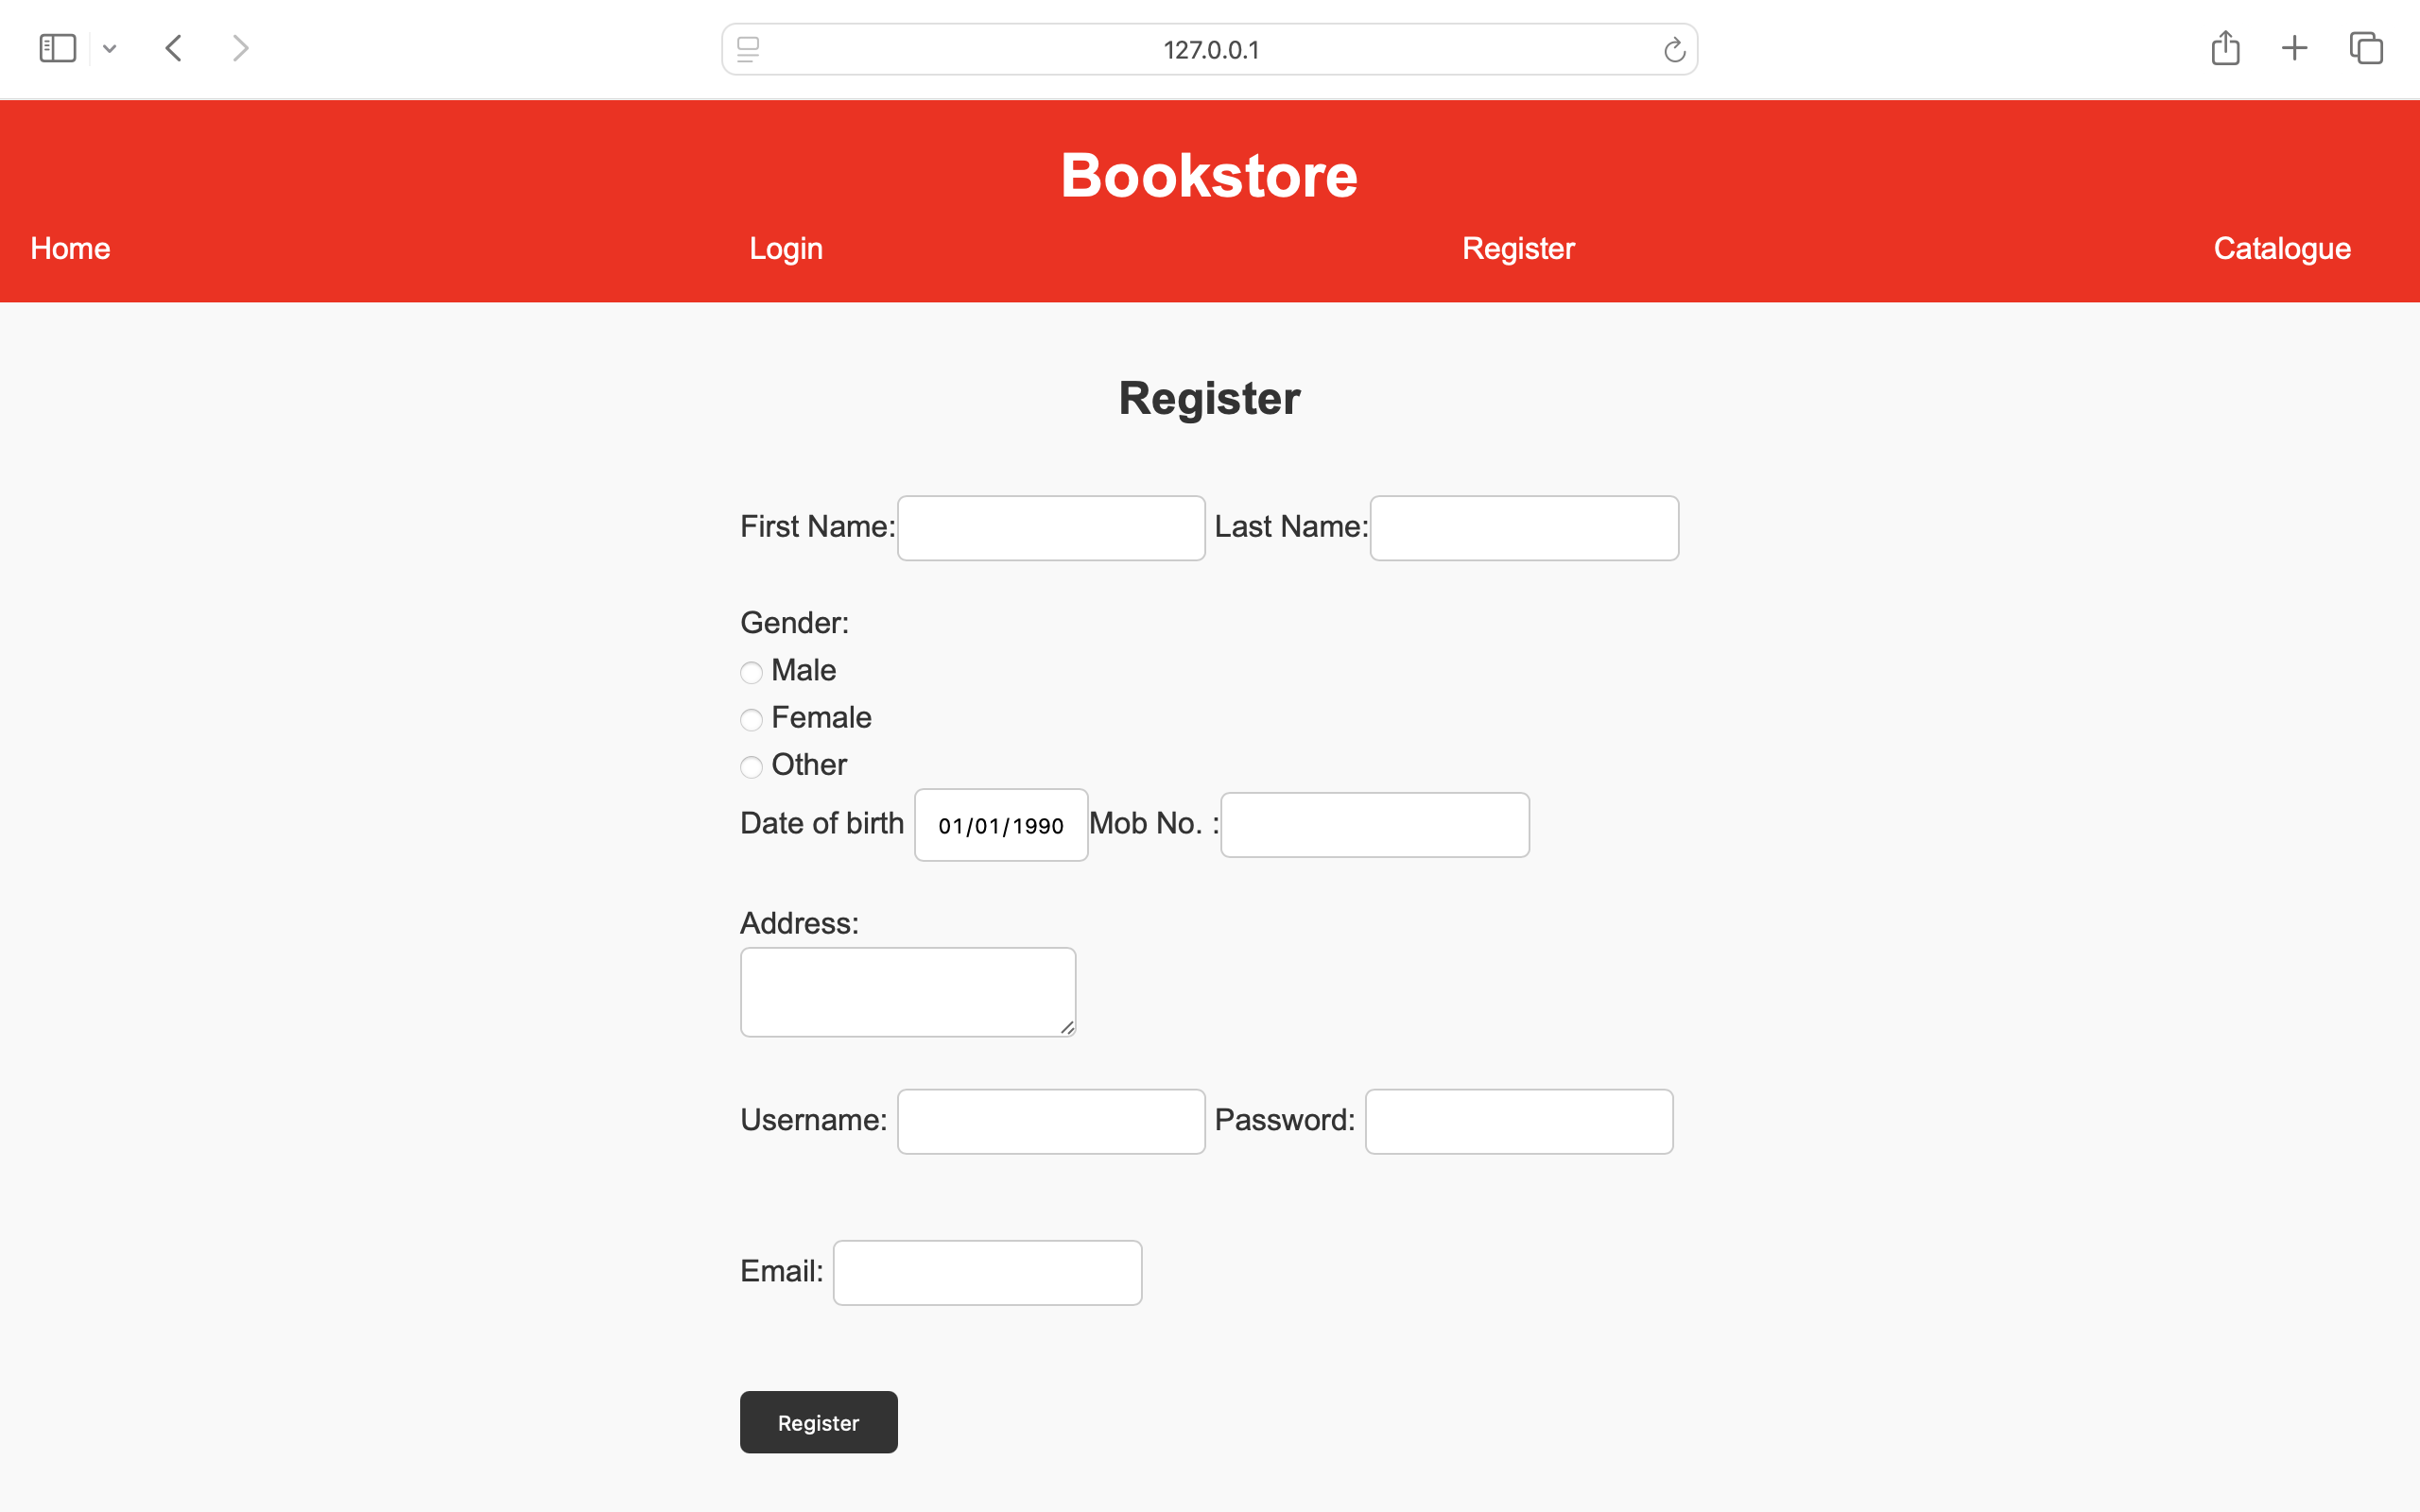 127.0.0.1
Bookstore
Home Login Register Catalogue
Register
First Name: Last Name:
Gender:
Male
Female
Other
Date of birth 01/01/1990 Mob No. :
Address:
Username: Password:
Email:
Register